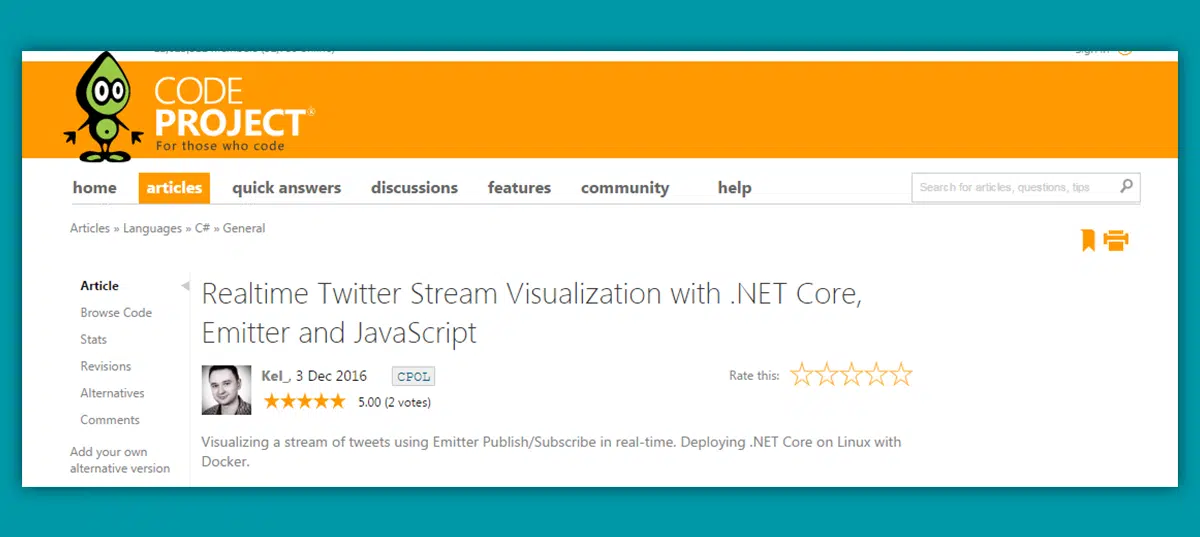 CODE
PROJECT®
For those who code
home articles quick answers discussions features community help
Search for articles, questions, tips
Articles » Languages » C# » General
Article
Browse Code
Stats
Revisions
Alternatives
Comments
Add your own
alternative version
Realtime Twitter Stream Visualization with .NET Core,
Emitter and JavaScript
Kel_, 3 Dec 2016 CPOL
5.00 (2 votes)
Rate this:
Visualizing a stream of tweets using Emitter Publish/Subscribe in real-time. Deploying .NET Core on Linux with
Docker.